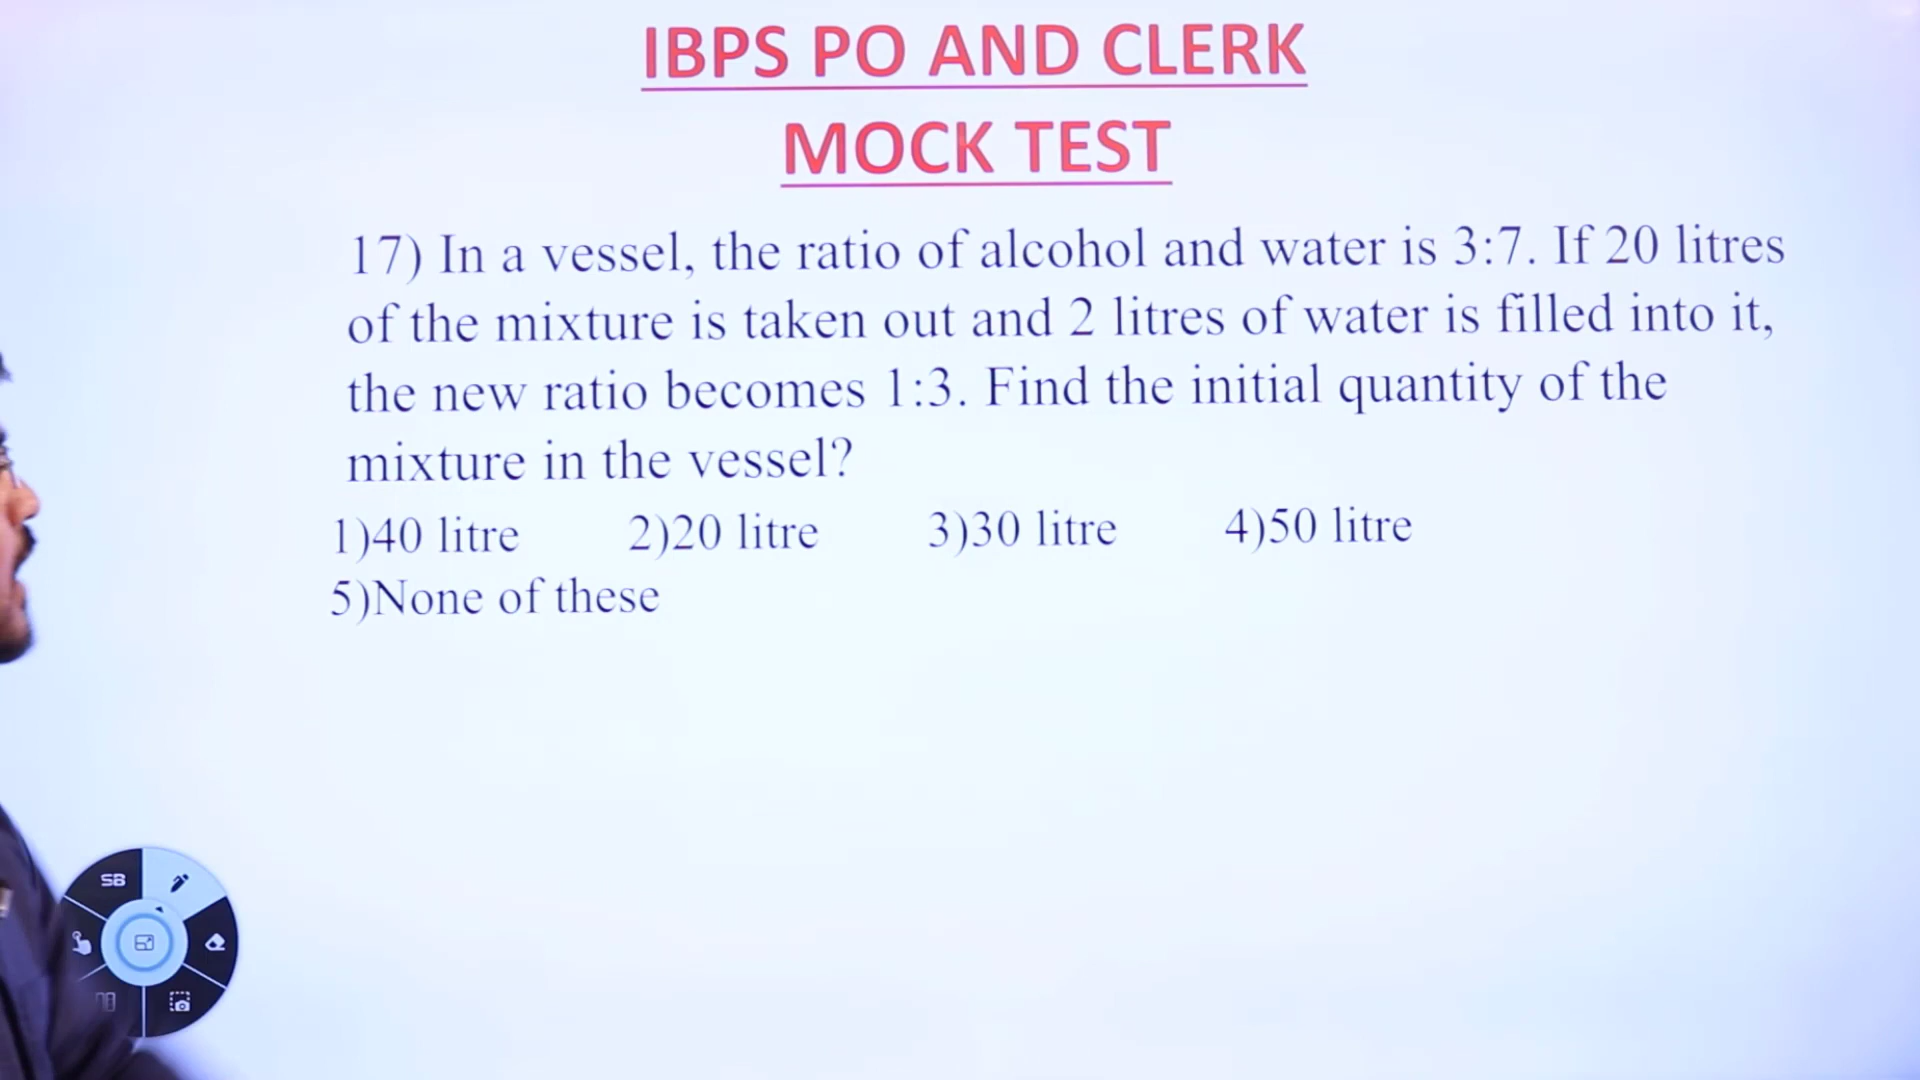 IBPS PO AND CLERK
MOCK TEST
17) In a vessel, the ratio of alcohol and water is 3:7. If 20 litres
of the mixture is taken out and 2 litres of water is filled into it,
the new ratio becomes 1:3. Find the initial quantity of the
mixture in the vessel?
1)40 litre 2)20 litre 3)30 litre 4)50 litre
5)None of these
SB